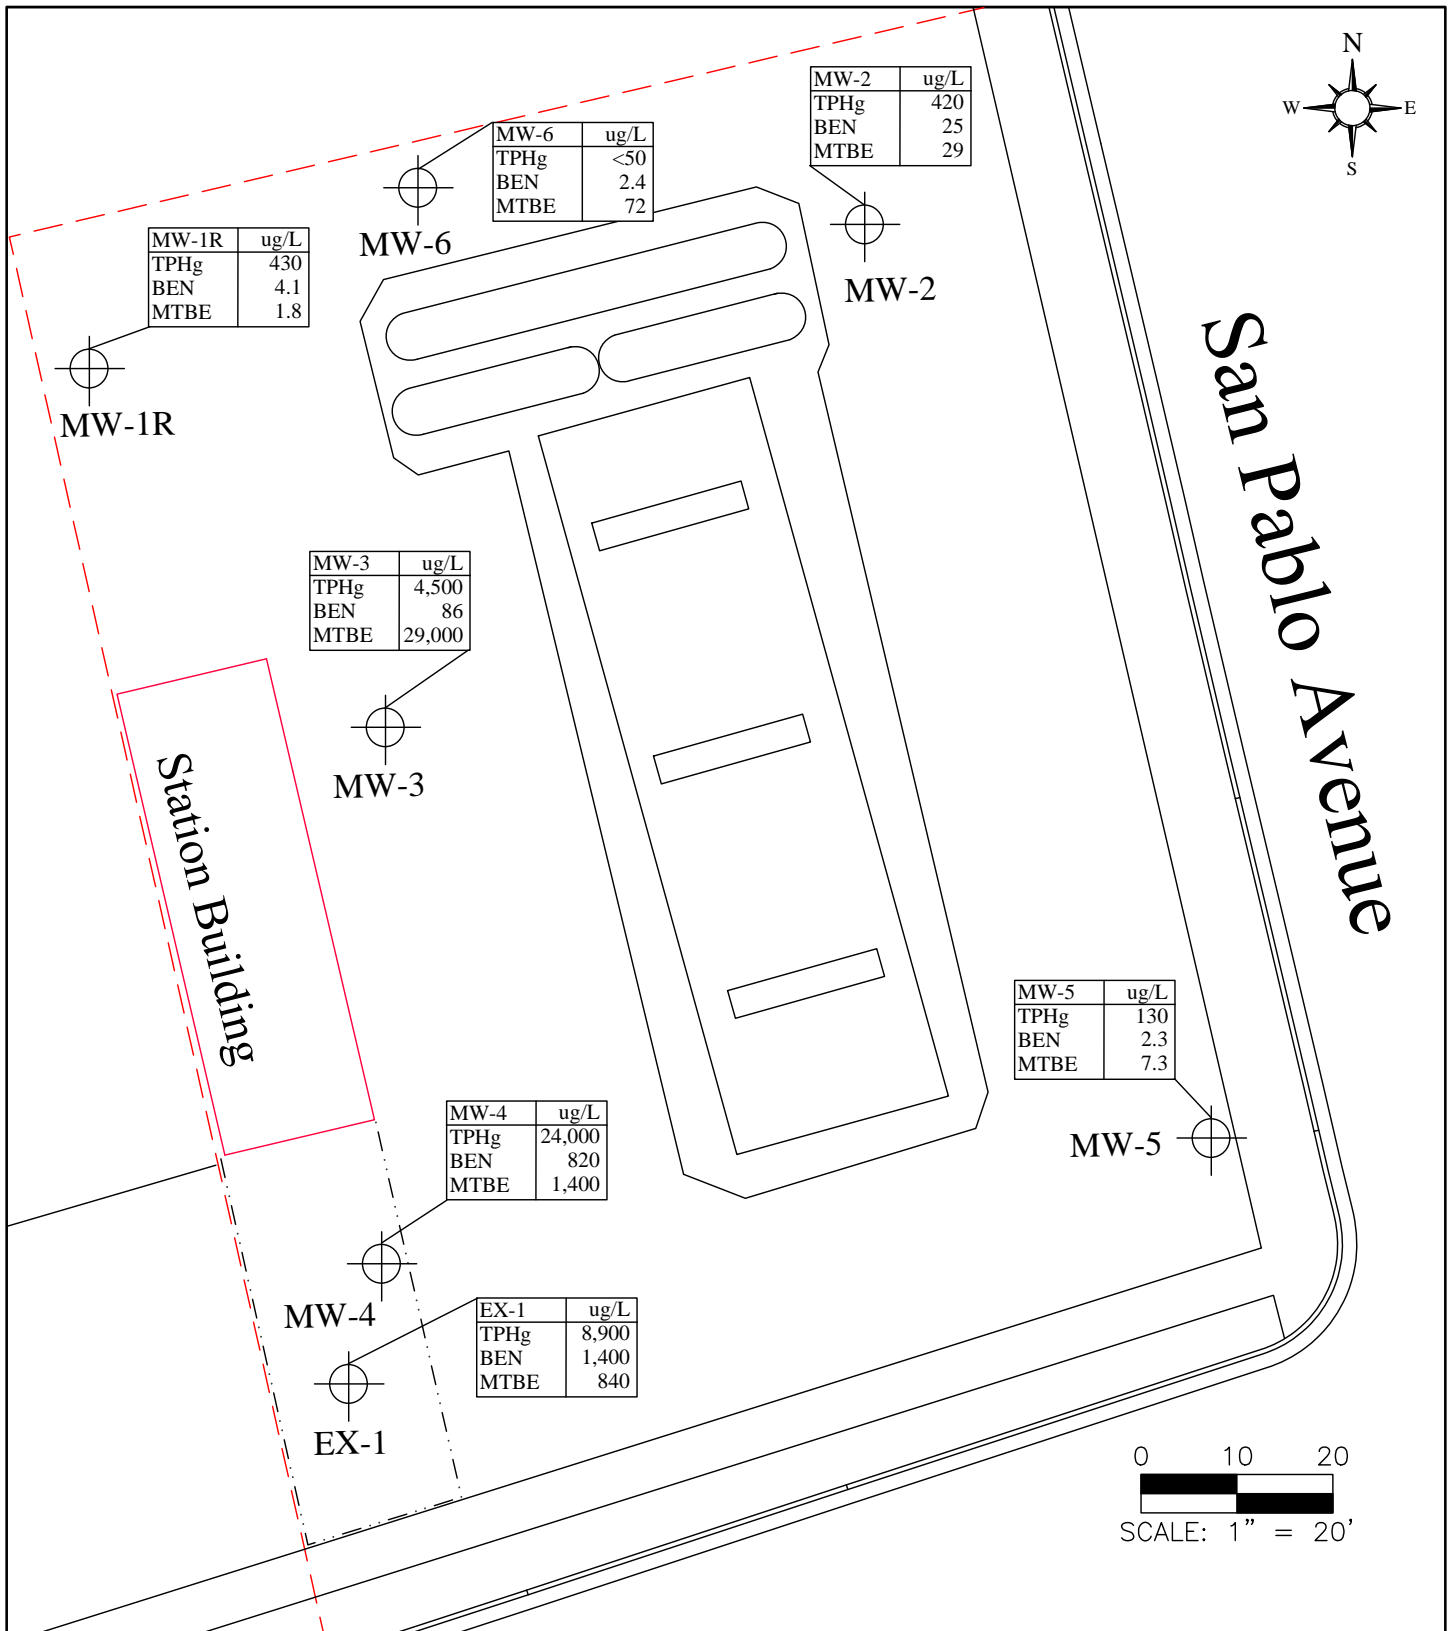 N
W E
S
MW-2 ug/L
TPHg 420
BEN 25
MTBE 29
MW-2
MW-6 ug/L
TPHg <50
BEN 2.4
MTBE 72
MW-6
MW-1R ug/L
TPHg 430
BEN 4.1
MTBE 1.8
MW-1R
San Pablo Avenue
MW-3 ug/L
TPHg 4,500
BEN 86
MTBE 29,000
MW-3
Station Building
MW-5 ug/L
TPHg 130
BEN 2.3
MTBE 7.3
MW-5
MW-4 ug/L
TPHg 24,000
BEN 820
MTBE 1,400
MW-4
EX-1 ug/L
TPHg 8,900
BEN 1,400
MTBE 840
EX-1
0 10 20
SCALE: 1" = 20'